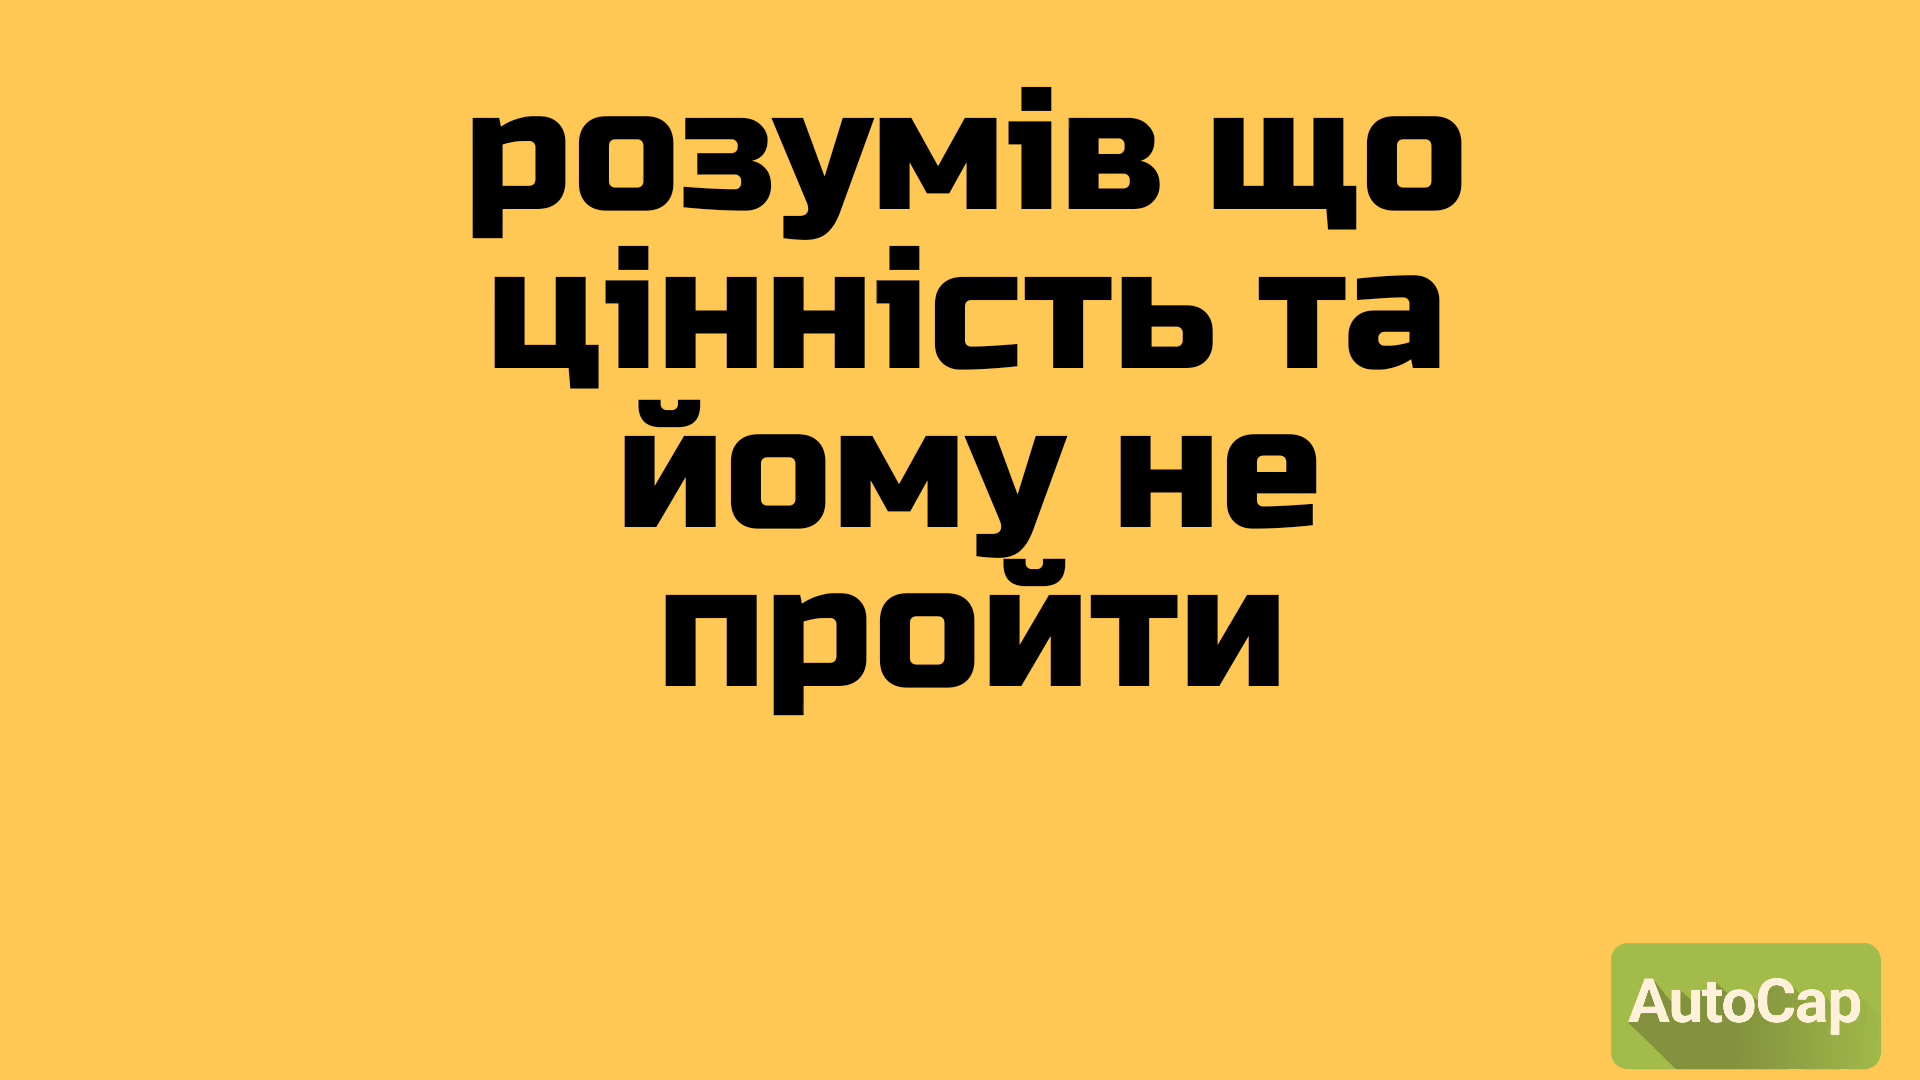 розумів що
цінність та
йому не
пройти
AutoCap